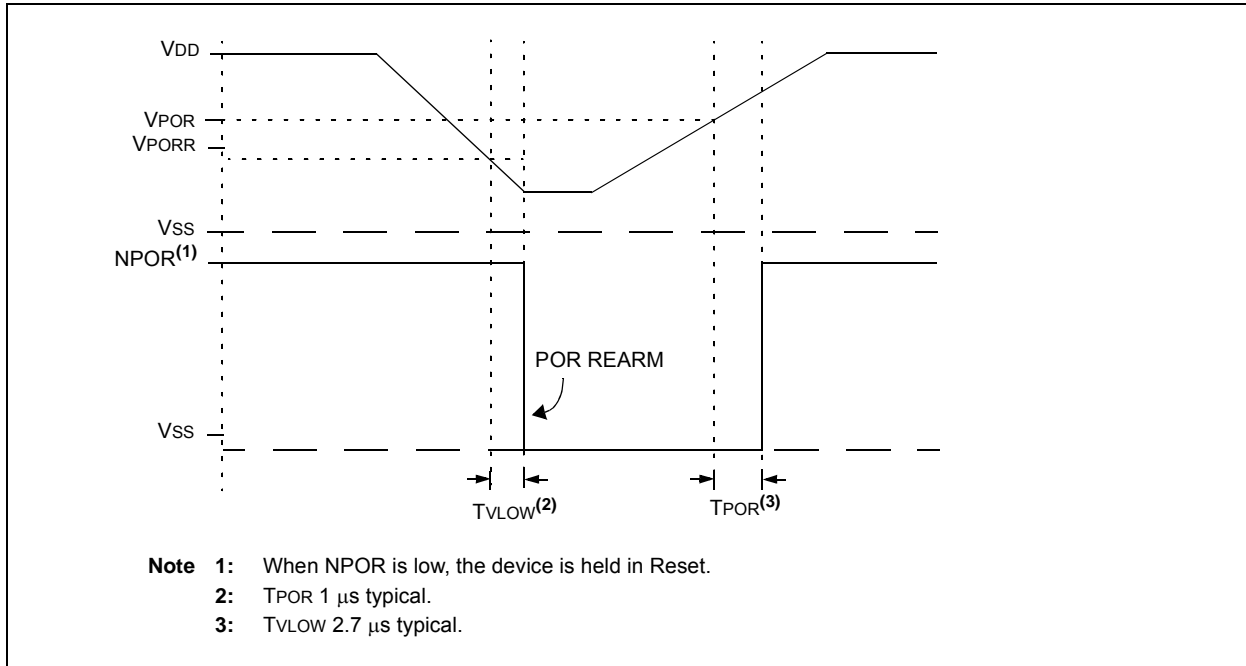 VDD
VPOR
VPORR
VSS
NPOR(1)
POR REARM
VSS
TVLOW(2)
TPOR(3)
Note 1: When NPOR is low, the device is held in Reset.
2: TPOR 1 μs typical.
3: TVLOW 2.7 μs typical.